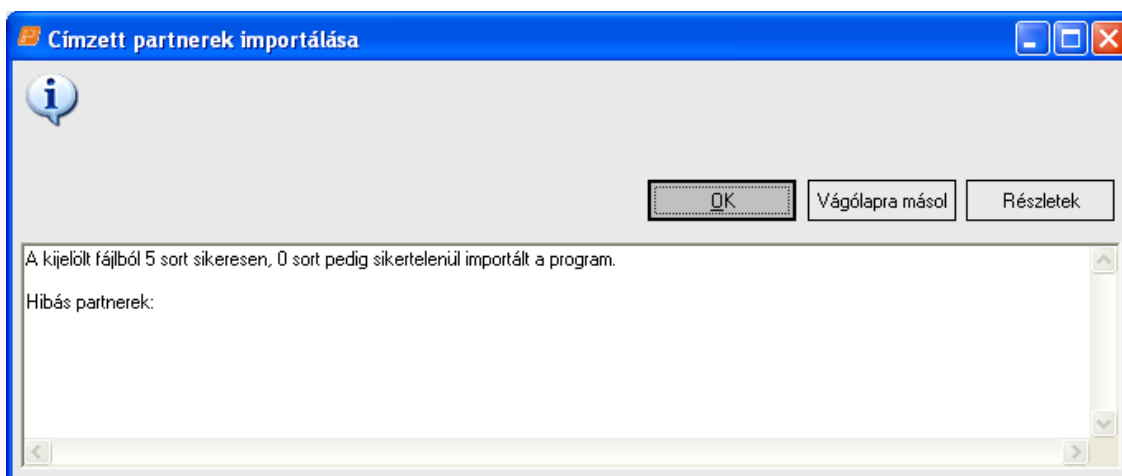 Címzett partnerek importálása
OK Vágólapra másol Részletek
A kijelölt fájlból 5 sort sikeresen, 0 sort pedig sikertelenül importált a program.
Hibás partnerek: